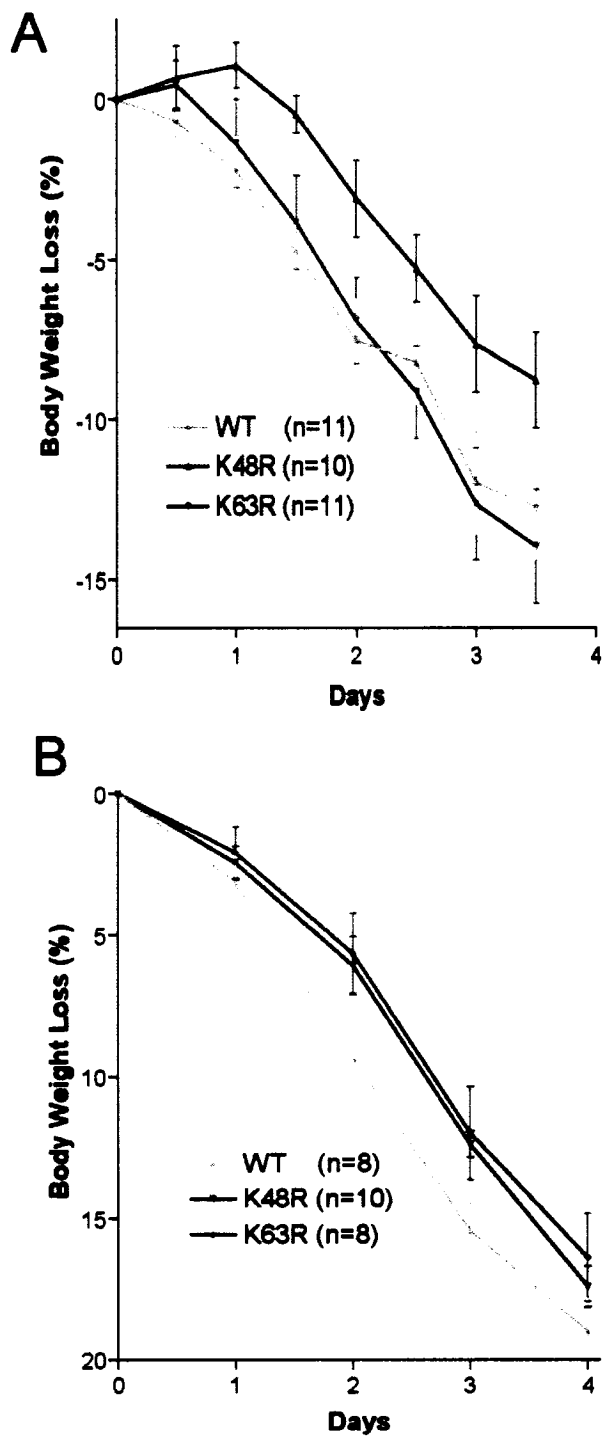 A
Body Weight Loss (%)
0
-5
-10
-15
WT (n=11)
K48R (n=10)
K63R (n=11)
0 1 2 3 4
Days
B
Body Weight Loss (%)
0
5
10
15
20
WT (n=8)
K48R (n=10)
K63R (n=8)
0 1 2 3 4
Days